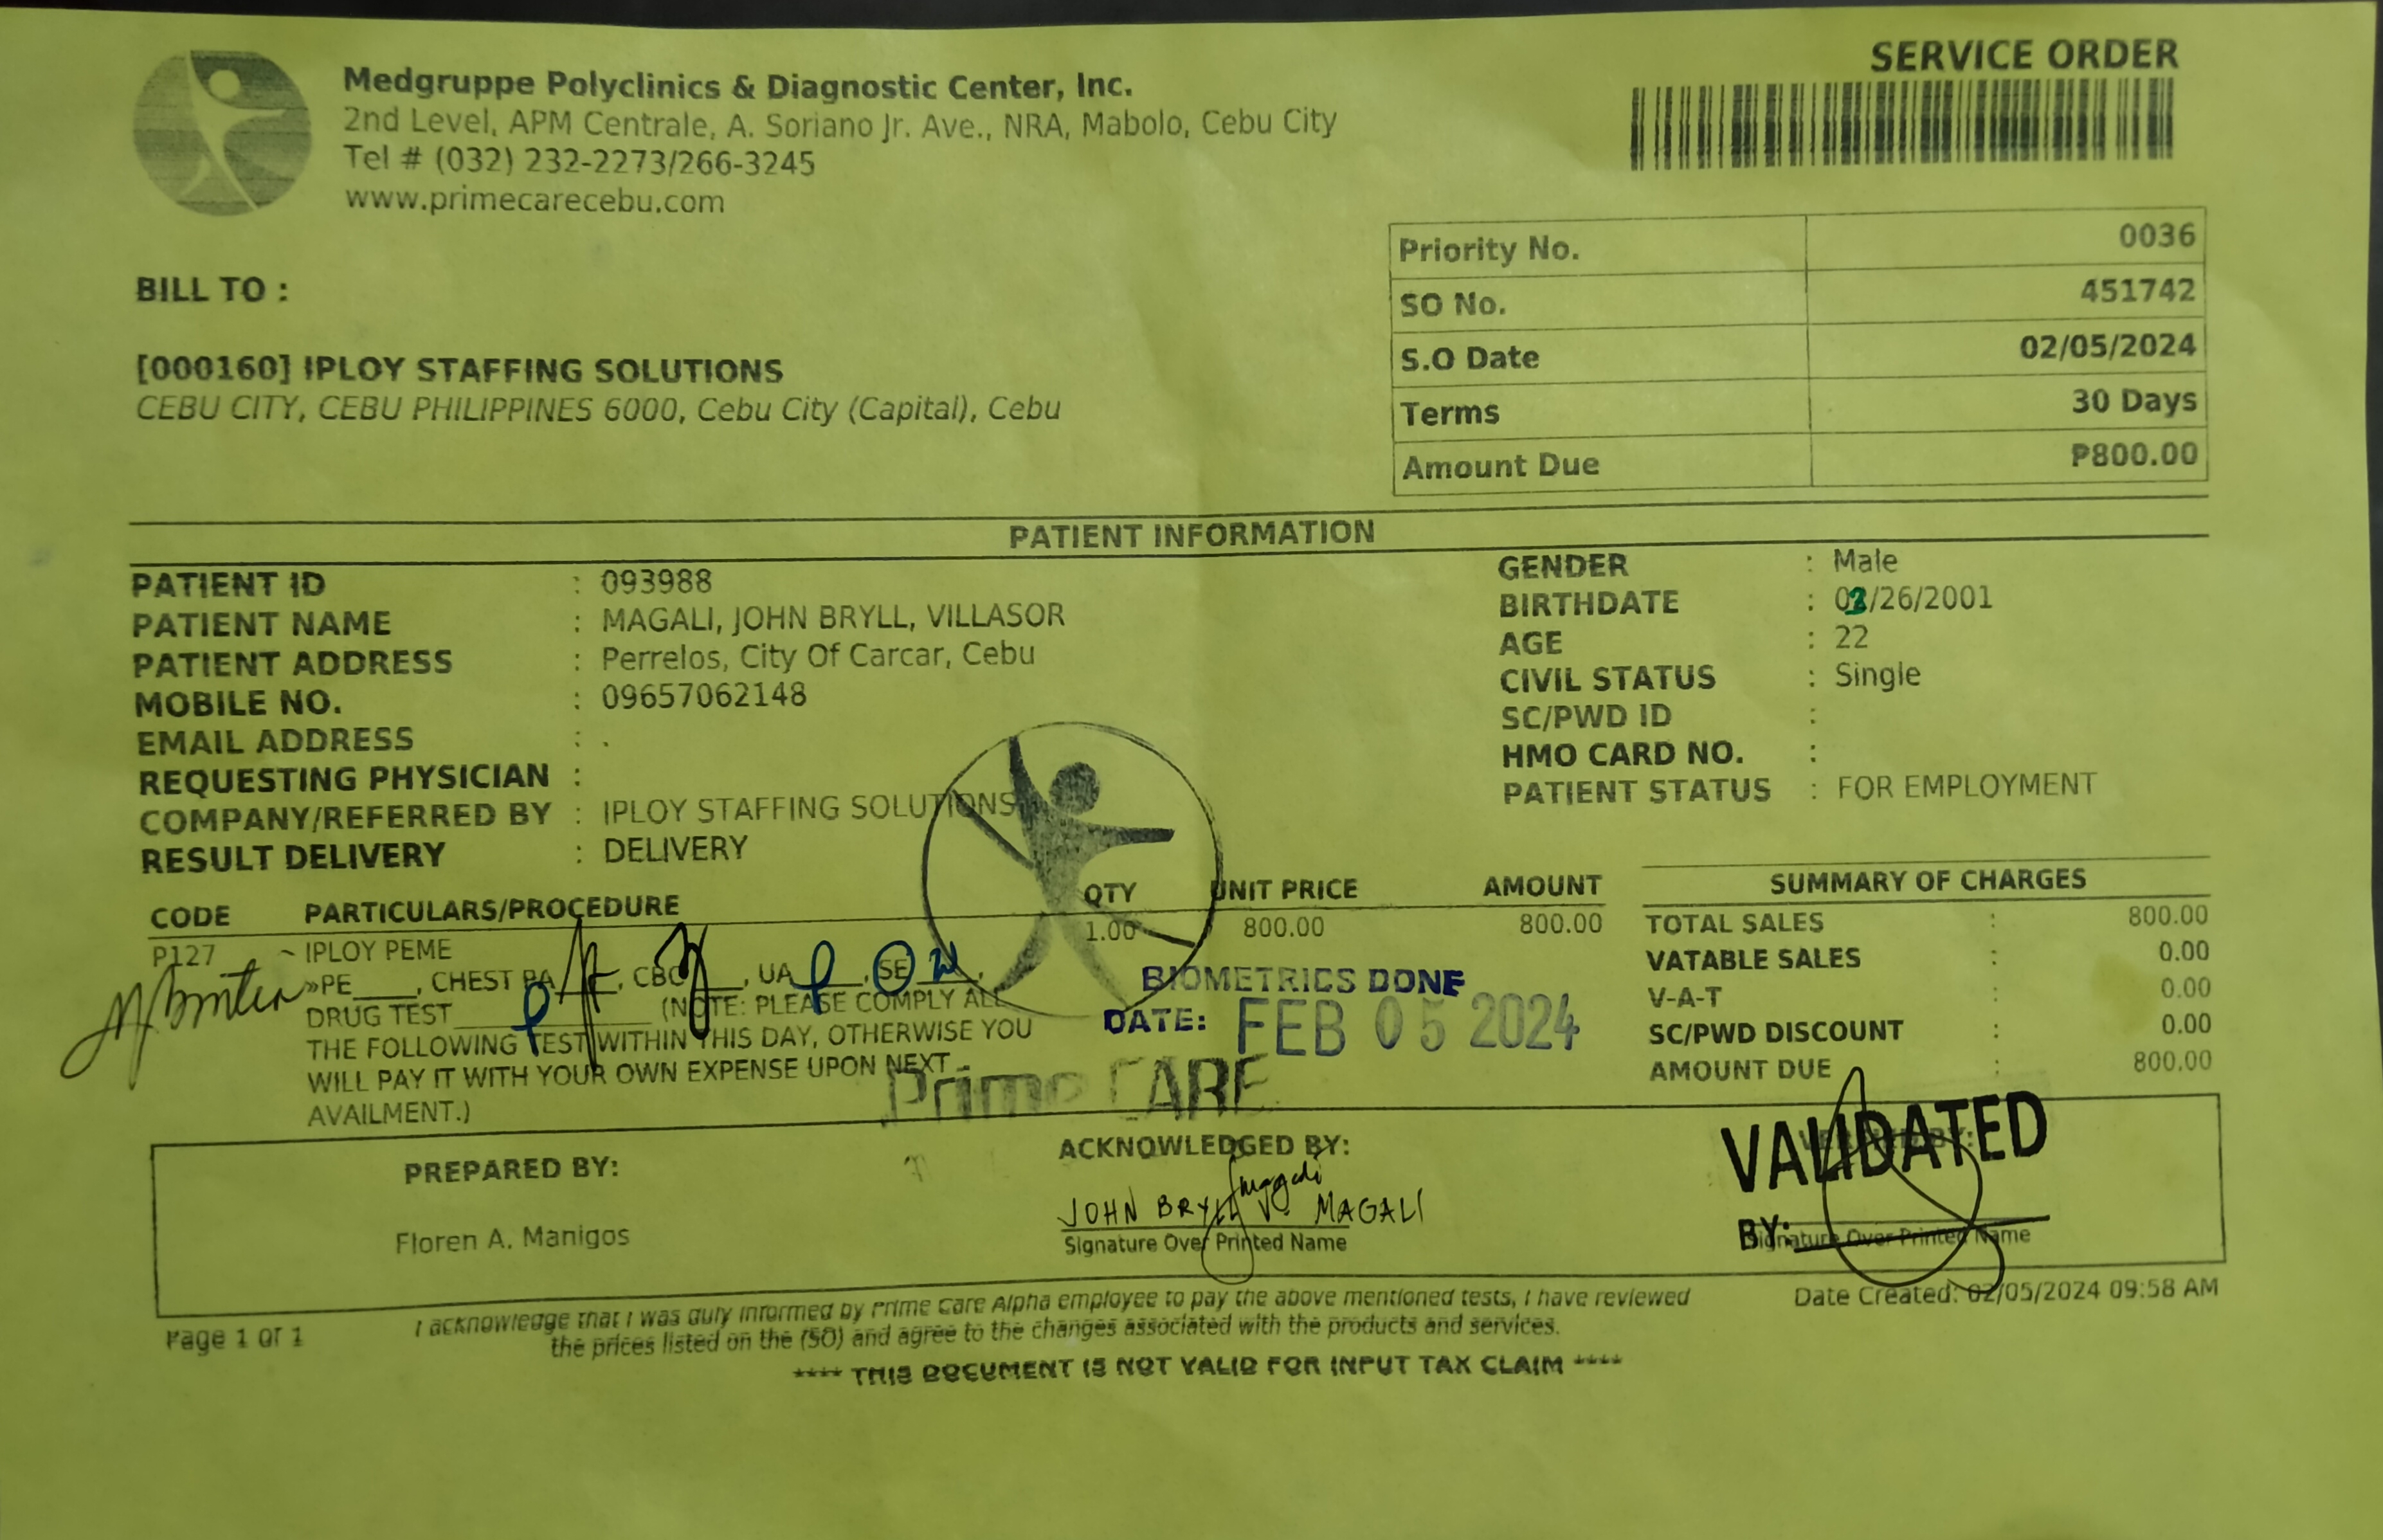 SERVICE ORDER
Medgruppe Polyclinics & Diagnostic Center, Inc.
2nd Level, APM Centrale, A. Soriano Jr. Ave., NRA, Mabolo, Cebu City
Tel # (032) 232-2273/266-3245
www.primecarecebu.com
Priority No. 0036
SO No. 451742
S.O Date 02/05/2024
Terms 30 Days
Amount Due ₱800.00
BILL TO :
[000160] IPLOY STAFFING SOLUTIONS
CEBU CITY, CEBU PHILIPPINES 6000, Cebu City (Capital), Cebu
PATIENT INFORMATION
PATIENT ID : 093988
PATIENT NAME : MAGALI, JOHN BRYLL, VILLASOR
PATIENT ADDRESS : Perrelos, City Of Carcar, Cebu
MOBILE NO. : 09657062148
EMAIL ADDRESS : .
REQUESTING PHYSICIAN :
COMPANY/REFERRED BY : IPLOY STAFFING SOLUTIONS
RESULT DELIVERY : DELIVERY
GENDER : Male
BIRTHDATE : /26/2001
AGE : 22
CIVIL STATUS : Single
SC/PWD ID :
HMO CARD NO. :
PATIENT STATUS : FOR EMPLOYMENT
CODE PARTICULARS/PROCEDURE QTY UNIT PRICE AMOUNT
P127 ~ IPLOY PEME 1.00 800.00 800.00
»PE____, CHEST PA____, CBC____, UA____, SE____,
DRUG TEST____ (NOTE: PLEASE COMPLY ALL
THE FOLLOWING TEST WITHIN THIS DAY, OTHERWISE YOU
WILL PAY IT WITH YOUR OWN EXPENSE UPON NEXT
AVAILMENT.)
BIOMETRICS DONE
DATE: FEB 05 2024
Prime CARE
SUMMARY OF CHARGES
TOTAL SALES : 800.00
VATABLE SALES : 0.00
V-A-T : 0.00
SC/PWD DISCOUNT : 0.00
AMOUNT DUE : 800.00
PREPARED BY:
Floren A. Manigos
ACKNOWLEDGED BY:
JOHN BRYLL V. MAGALI
Signature Over Printed Name
VERIFIED BY:
VALIDATED
BY:
Signature Over Printed Name
Page 1 of 1
I acknowledge that I was duly informed by Prime Care Alpha employee to pay the above mentioned tests, I have reviewed
the prices listed on the (SO) and agree to the changes associated with the products and services.
Date Created: 02/05/2024 09:58 AM
**** THIS DOCUMENT IS NOT VALID FOR INPUT TAX CLAIM ****